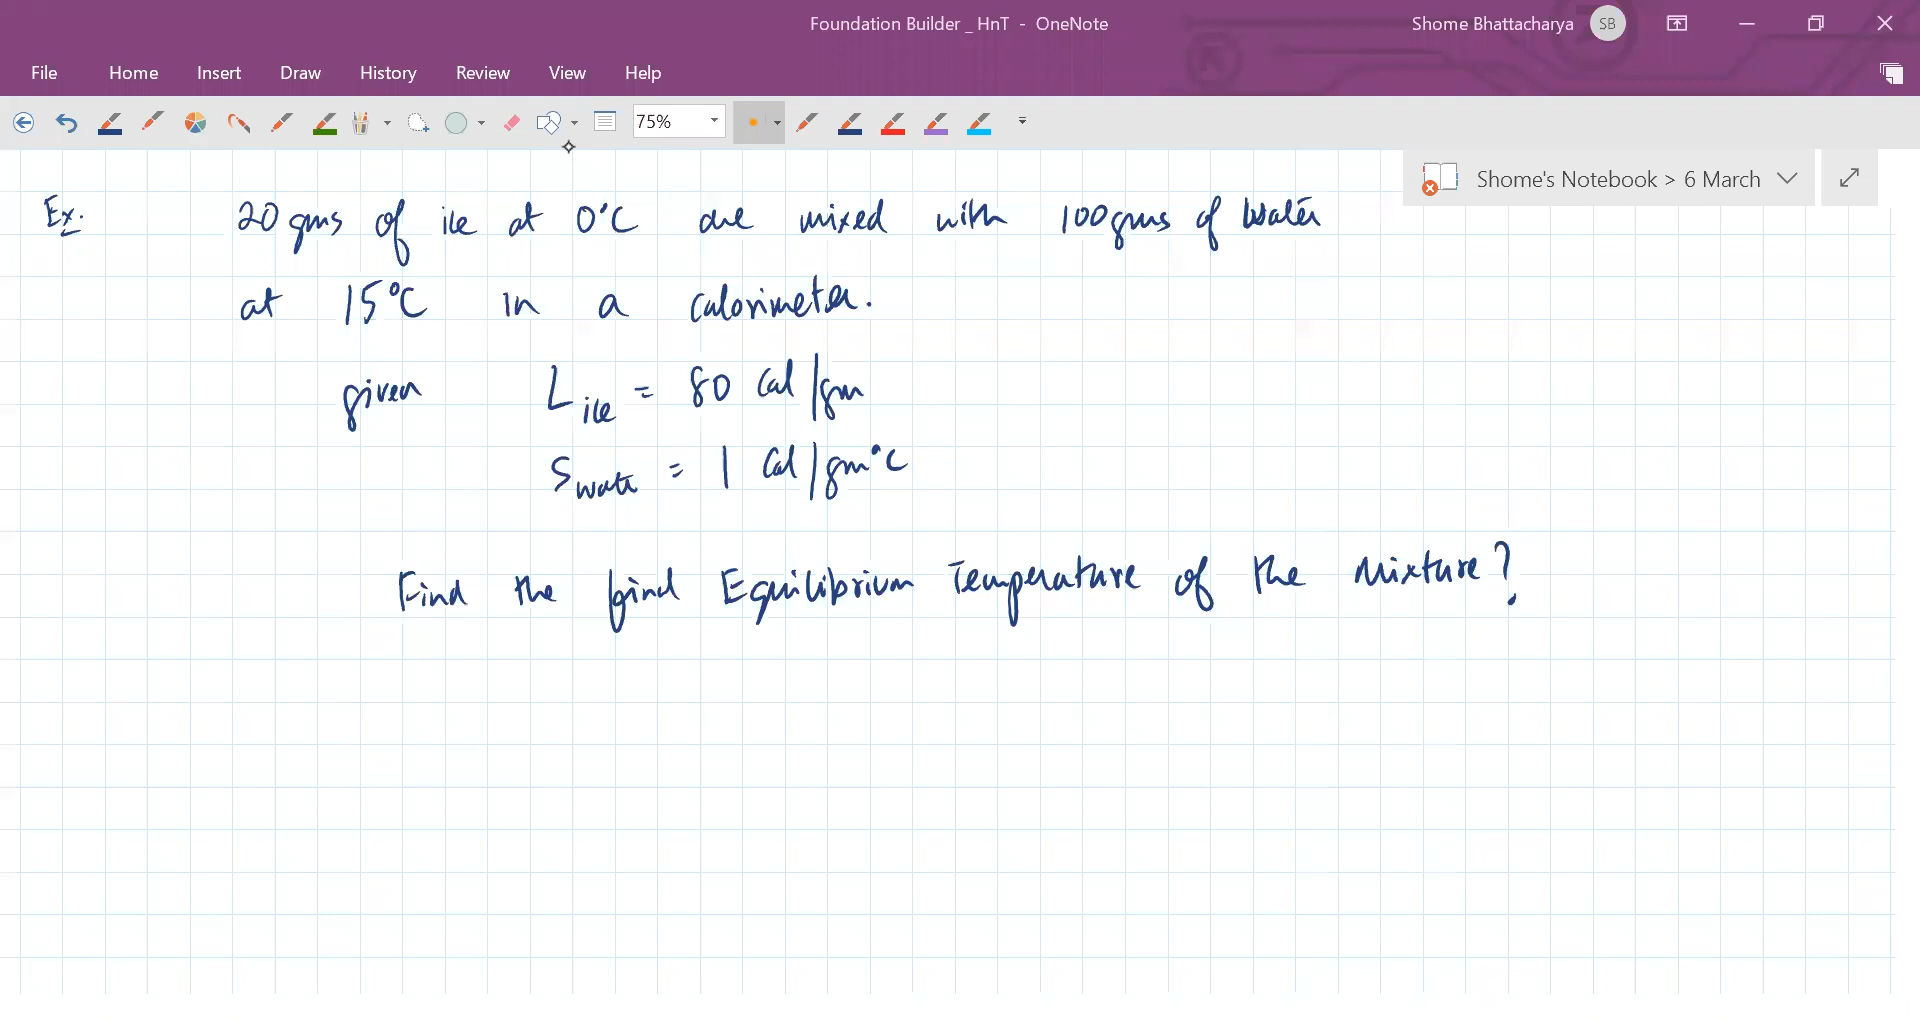 Foundation Builder _ HnT - OneNote
Shome Bhattacharya SB
File Home Insert Draw History Review View Help
75%
Shome's Notebook > 6 March
Ex. 20 gms of ice at 0°C are mixed with 100 gms of Water
at 15°C in a calorimeter.
given L ice = 80 Cal/gm
S water = 1 Cal/gm°C
Find the final Equilibrium Temperature of the Mixture?